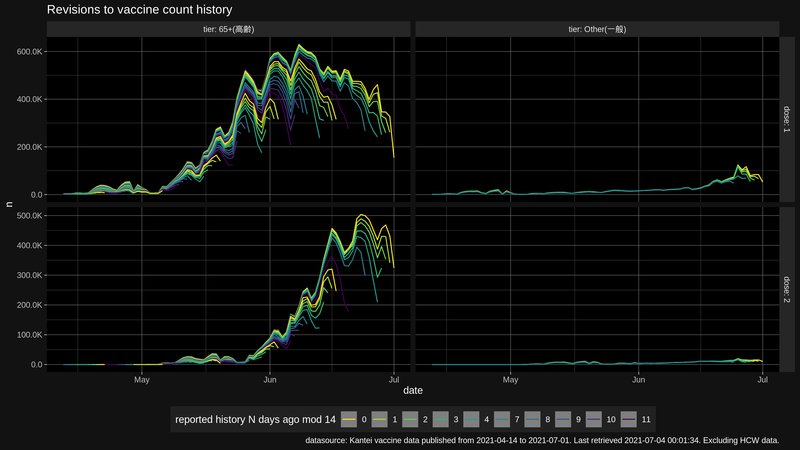 Revisions to vaccine count history
tier: 65+(高齢)
tier: Other(一般)
600.0K
400.0K
200.0K
0.0
dose: 1
n
500.0K
400.0K
300.0K
200.0K
100.0K
0.0
dose: 2
May Jun Jul May Jun Jul
date
reported history N days ago mod 14 0 1 2 3 4 7 8 9 10 11
datasource: Kantei vaccine data published from 2021-04-14 to 2021-07-01. Last retrieved 2021-07-04 00:01:34. Excluding HCW data.